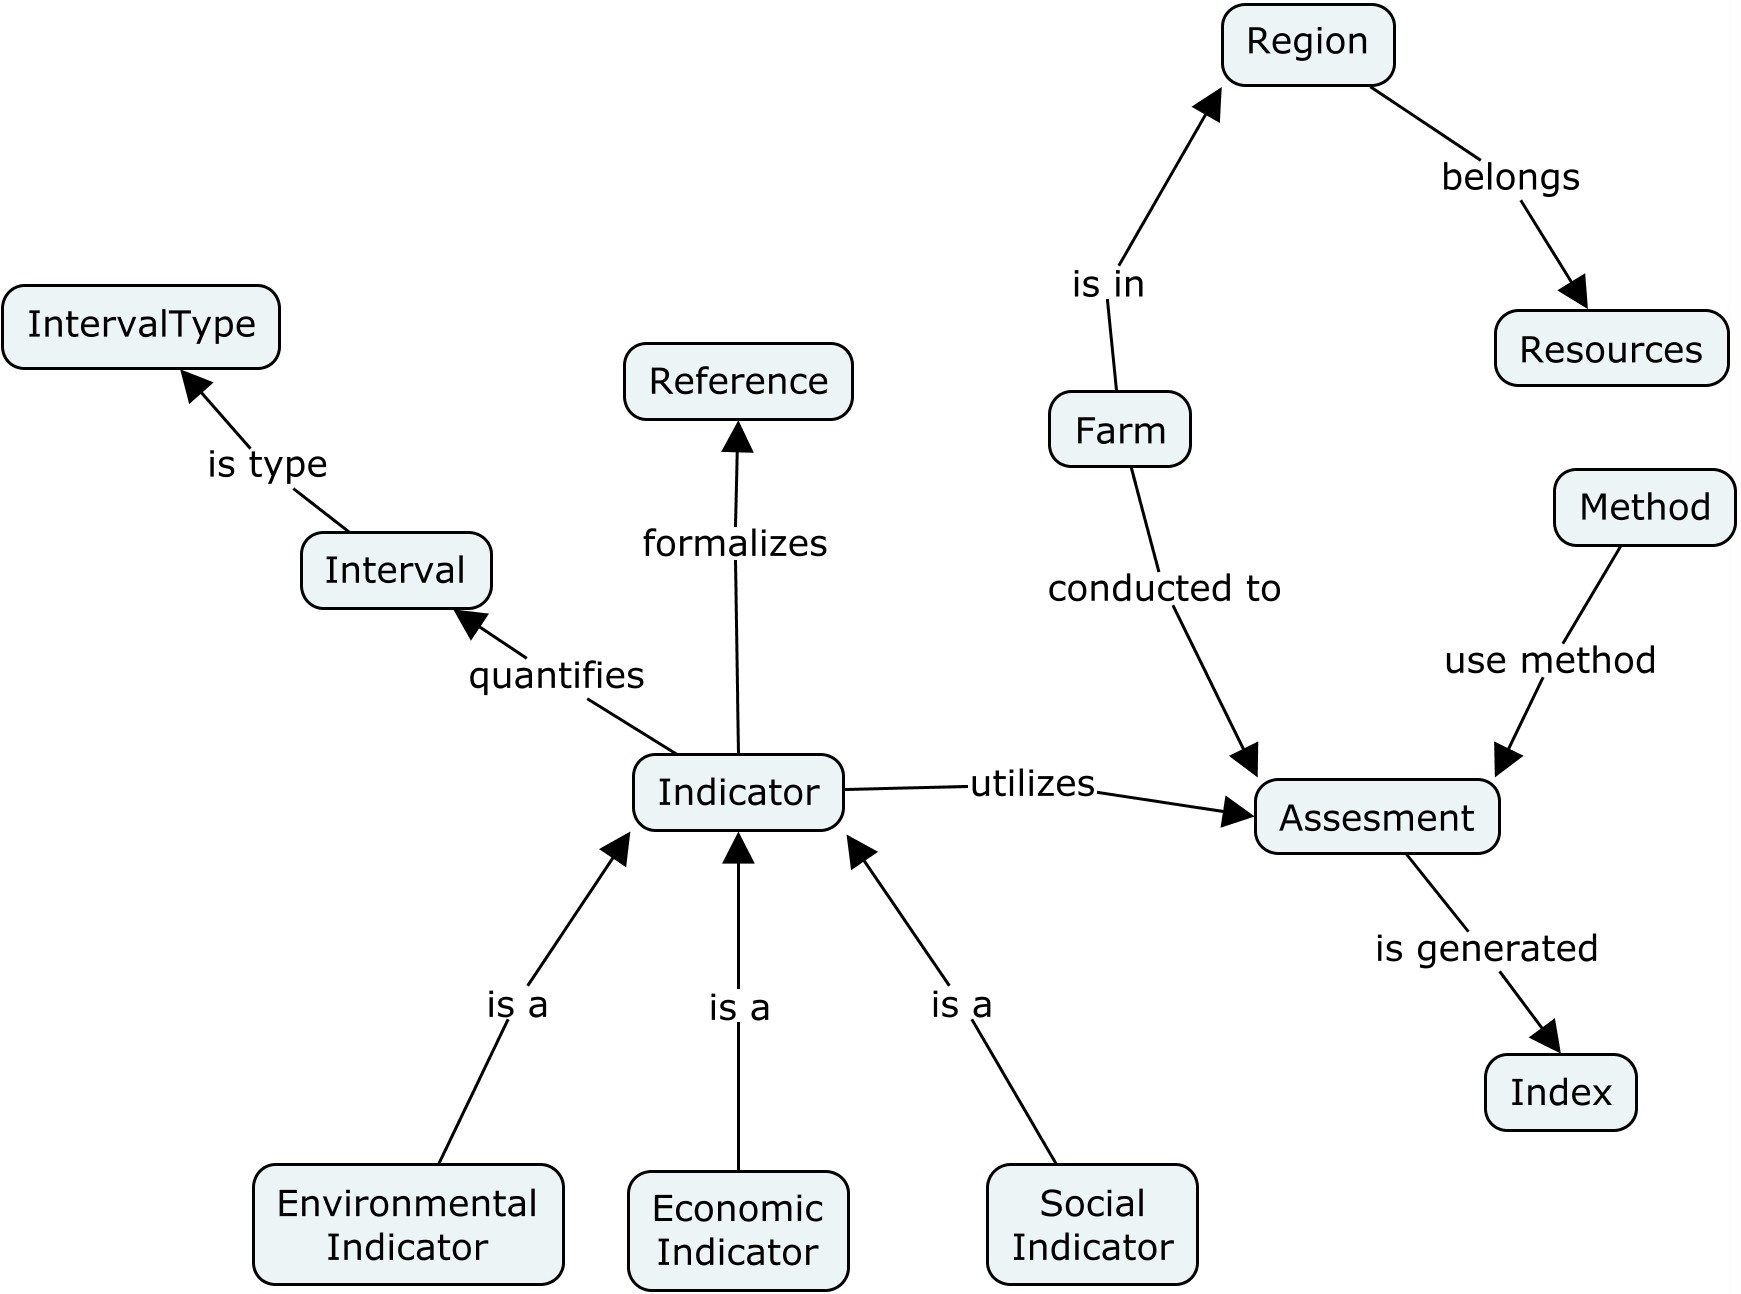 Region
belongs
is in
IntervalType
Resources
Reference
Farm
is type
Method
formalizes
Interval
conducted to
use method
quantifies
utilizes
Indicator
Assesment
is generated
is a
is a
is a
Index
Environmental
Indicator
Economic
Indicator
Social
Indicator